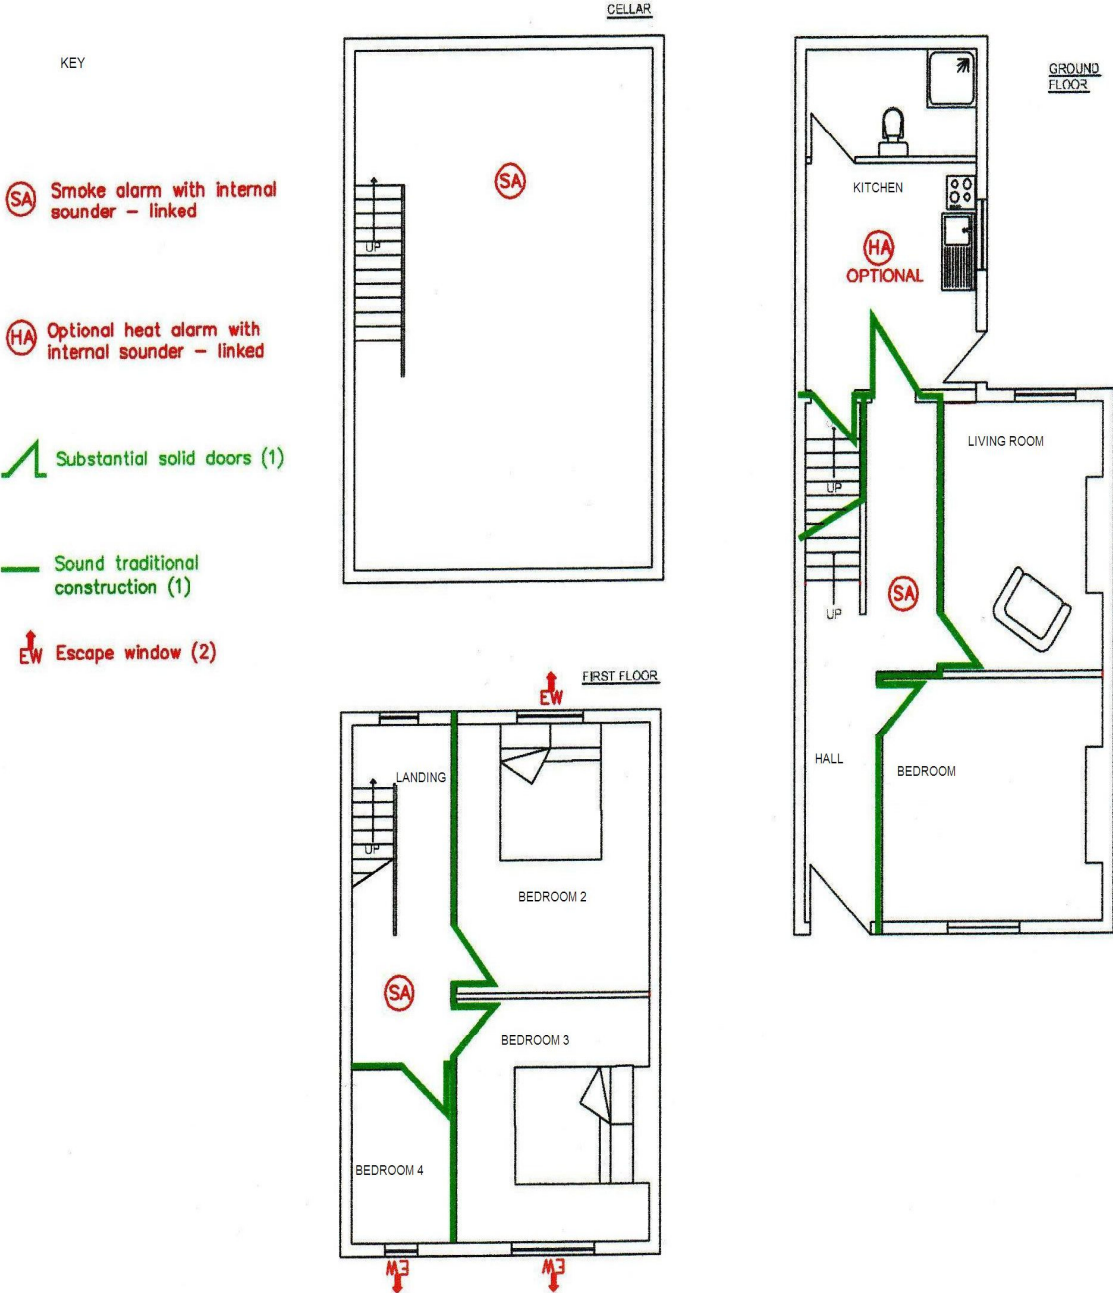 KEY
SA
Smoke alarm with internal
sounder – linked
HA
Optional heat alarm with
internal sounder – linked
Substantial solid doors (1)
Sound traditional
construction (1)
EW
Escape window (2)
CELLAR
SA
UP
GROUND
FLOOR
KITCHEN
HA
OPTIONAL
LIVING ROOM
UP
SA
UP
HALL
BEDROOM
FIRST FLOOR
EW
LANDING
UP
BEDROOM 2
SA
BEDROOM 3
BEDROOM 4
EW
EW